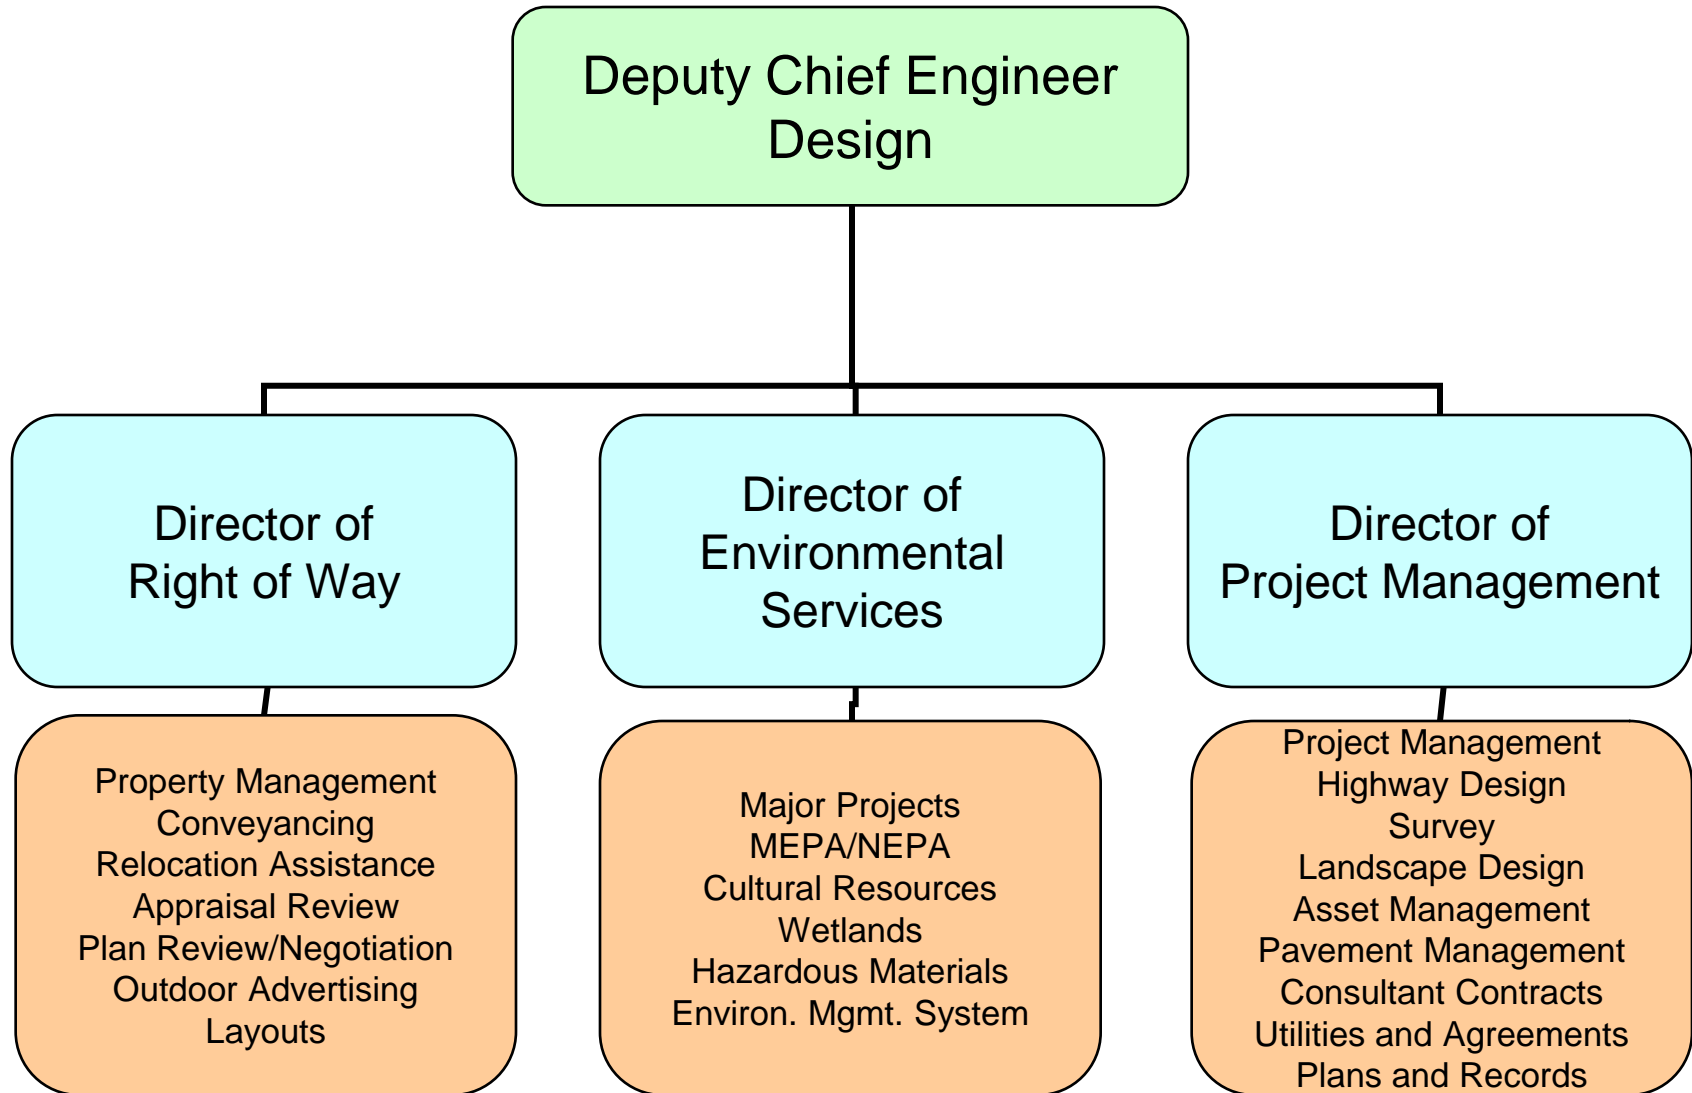 Deputy Chief Engineer
Design
Director of
Right of Way
Director of
Environmental
Services
Director of
Project Management
Property Management
Conveyancing
Relocation Assistance
Appraisal Review
Plan Review/Negotiation
Outdoor Advertising
Layouts
Major Projects
MEPA/NEPA
Cultural Resources
Wetlands
Hazardous Materials
Environ. Mgmt. System
Project Management
Highway Design
Survey
Landscape Design
Asset Management
Pavement Management
Consultant Contracts
Utilities and Agreements
Plans and Records